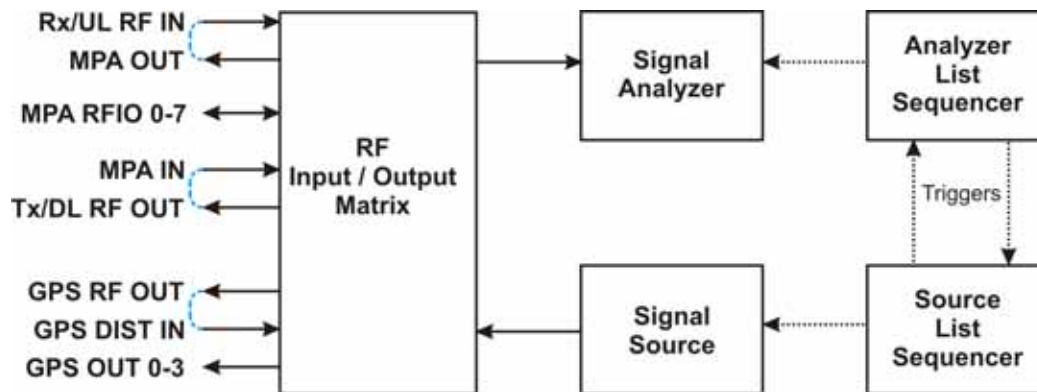 Rx/UL RF IN
MPA OUT
MPA RFIO 0-7
MPA IN
Tx/DL RF OUT
GPS RF OUT
GPS DIST IN
GPS OUT 0-3
RF
Input / Output
Matrix
Signal
Analyzer
Analyzer
List
Sequencer
Triggers
Signal
Source
Source
List
Sequencer